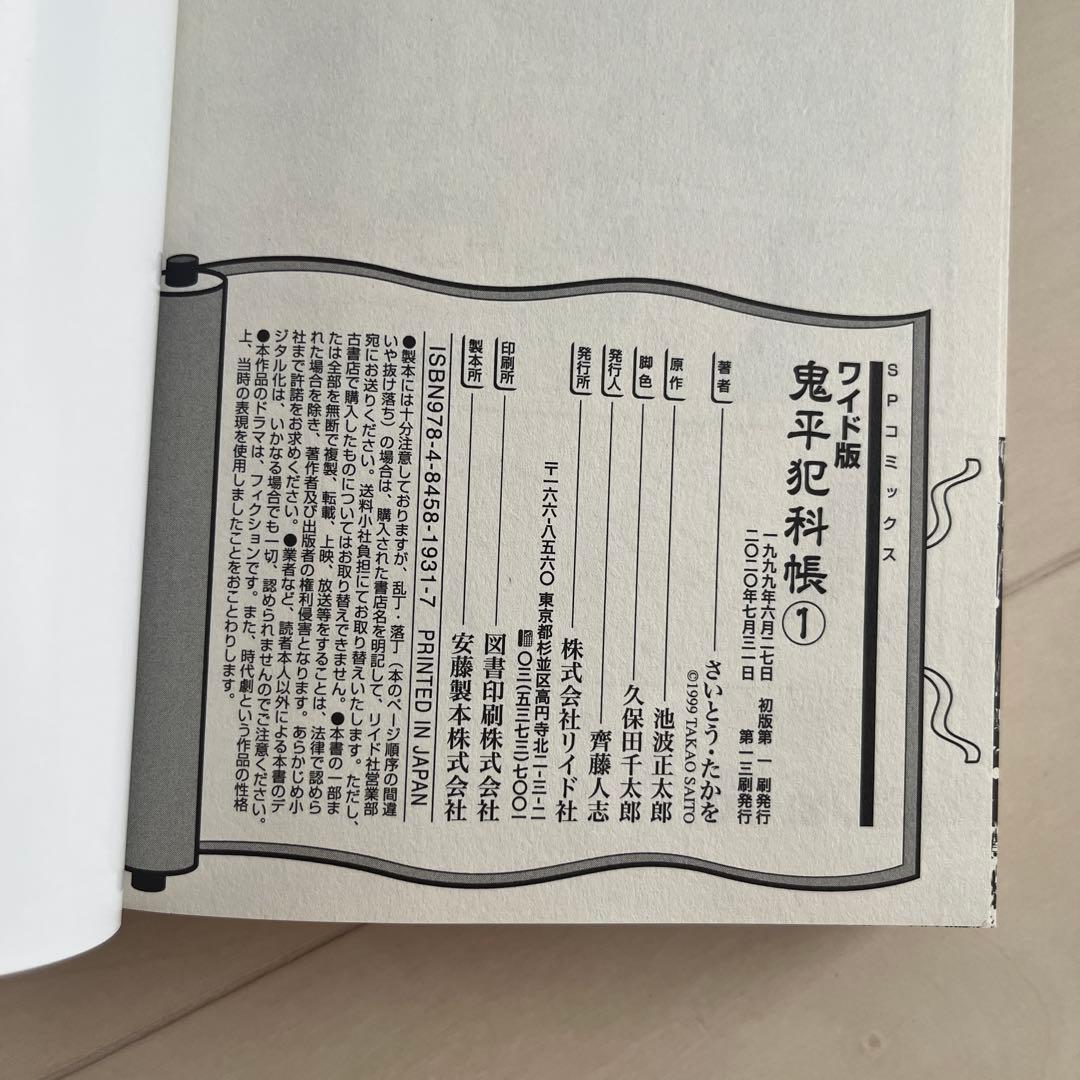 SPコミックス
ワイド版
鬼平犯科帳①
一九九九年六月二七日 初版第一刷発行
二〇二〇年七月三一日 第一三刷発行
著者 さいとう・たかを
©1999 TAKAO SAITO
原作 池波正太郎
脚色 久保田千太郎
発行人 齊藤人志
発行所 株式会社リイド社
〒一六六-八五六〇 東京都杉並区高円寺北二-三-二
〇三(五三七三)七〇〇一
印刷所 図書印刷株式会社
製本所 安藤製本株式会社
ISBN978-4-8458-1931-7 PRINTED IN JAPAN
●製本には十分注意しておりますが、乱丁・落丁(本のページ順序の間違
いや抜け落ち)の場合は、購入された書店名を明記して、リイド社営業部
宛にお送りください。送料小社負担にてお取り替えいたします。ただし、
古書店で購入したものについてはお取り替えできません。●本書の一部ま
たは全部を無断で複製、転載、上映、放送等をすることは、法律で認めら
れた場合を除き、著作者及び出版者の権利侵害となります。あらかじめ小
社まで許諾をお求めください。●業者など、読者本人以外による本書のデ
ジタル化は、いかなる場合でも一切、認められませんのでご注意ください。
●本作品のドラマは、フィクションです。また、時代劇という作品の性格
上、当時の表現を使用しましたことをおことわりします。